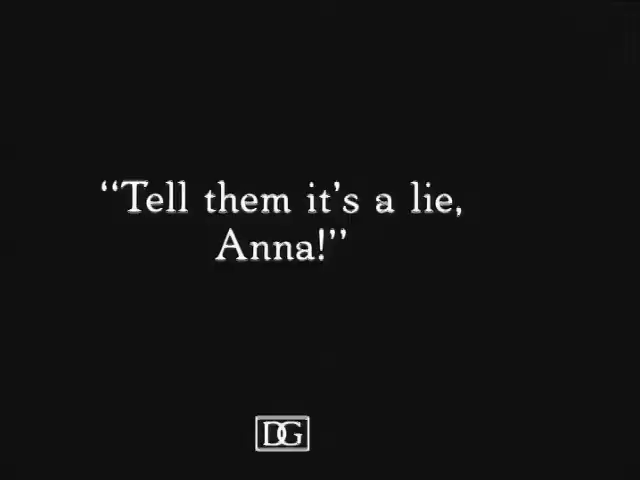 “Tell them it’s a lie,
Anna!”
DG